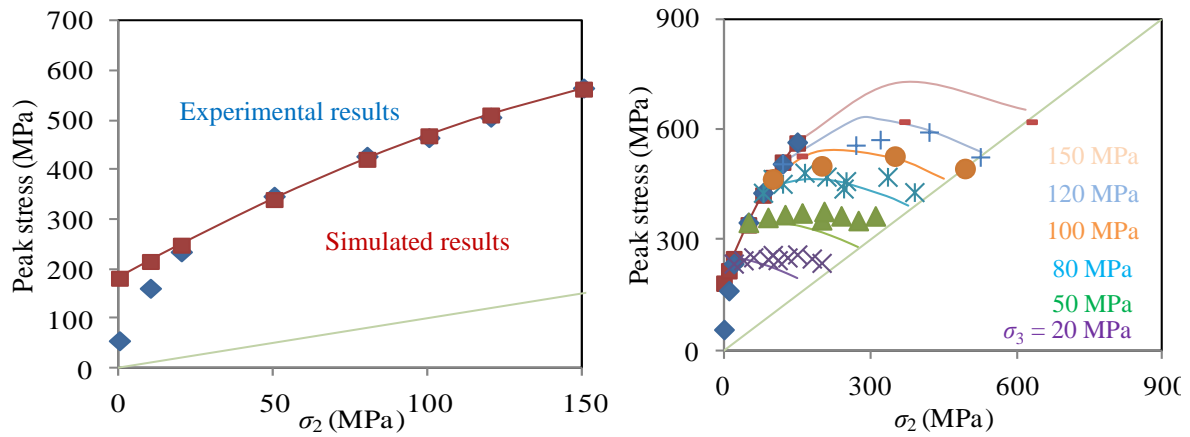 700
600
500
400
300
200
100
0
Peak stress (MPa)
Experimental results
Simulated results
0
50
100
150
σ2 (MPa)
900
600
300
0
Peak stress (MPa)
150 MPa
120 MPa
100 MPa
80 MPa
50 MPa
σ3 = 20 MPa
0
300
600
900
σ2 (MPa)